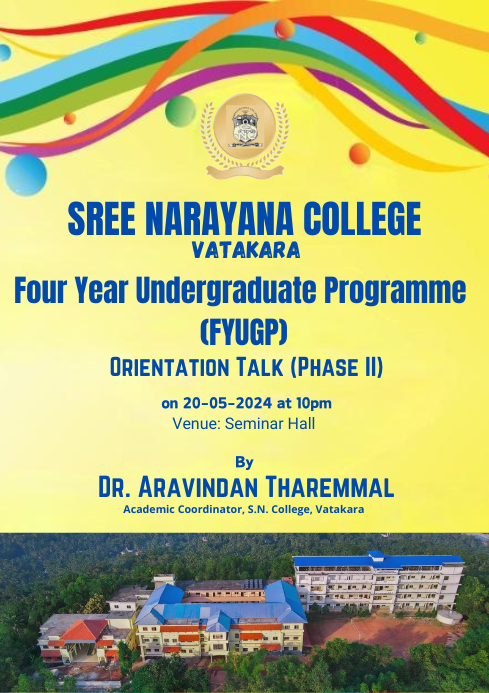 SREE NARAYANA COLLEGE
VATAKARA
Four Year Undergraduate Programme
(FYUGP)
Orientation Talk (Phase II)
on 20-05-2024 at 10pm
Venue: Seminar Hall
By
Dr. Aravindan Tharemmal
Academic Coordinator, S.N. College, Vatakara